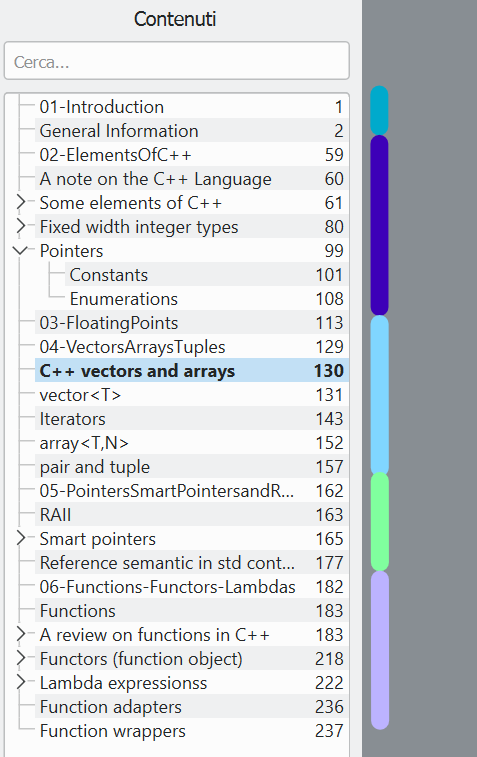 Contenuti
Cerca...
01-Introduction 1
General Information 2
02-ElementsOfC++ 59
A note on the C++ Language 60
Some elements of C++ 61
Fixed width integer types 80
Pointers 99
Constants 101
Enumerations 108
03-FloatingPoints 113
04-VectorsArraysTuples 129
C++ vectors and arrays 130
vector<T> 131
Iterators 143
array<T,N> 152
pair and tuple 157
05-PointersSmartPointersandR... 162
RAII 163
Smart pointers 165
Reference semantic in std cont... 177
06-Functions-Functors-Lambdas 182
Functions 183
A review on functions in C++ 183
Functors (function object) 218
Lambda expressionss 222
Function adapters 236
Function wrappers 237